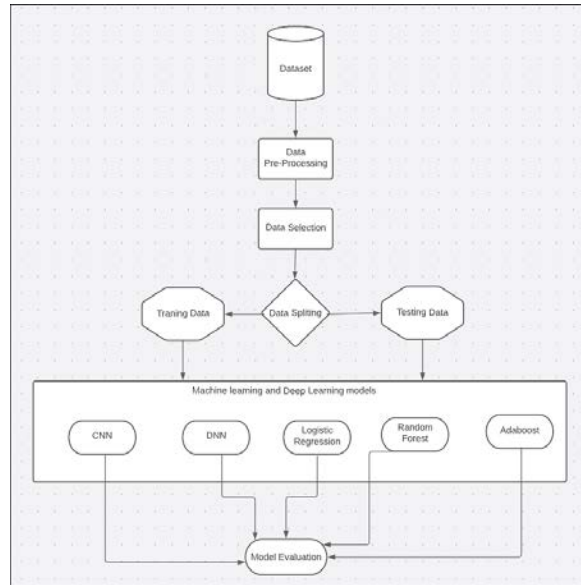 Dataset
Data
Pre-Processing
Data Selection
Traning Data
Data Spliting
Testing Data
Machine learning and Deep Learning models
CNN
DNN
Logistic
Regression
Random
Forest
Adaboost
Model Evaluation